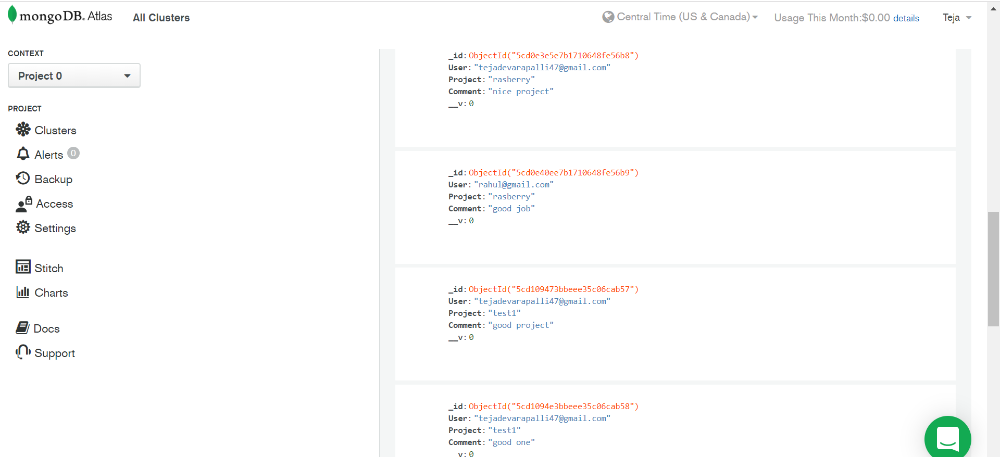 mongoDB. Atlas
All Clusters
Central Time (US & Canada)
Usage This Month:$0.00 details
Teja
CONTEXT
Project 0
PROJECT
Clusters
Alerts 0
Backup
Access
Settings
Stitch
Charts
Docs
Support
_id: ObjectId("5cd0e3e5e7b1710648fe56b8")
User: "tejadevarapalli47@gmail.com"
Project: "rasberry"
Comment: "nice project"
__v: 0
_id: ObjectId("5cd0e40ee7b1710648fe56b9")
User: "rahul@gmail.com"
Project: "rasberry"
Comment: "good job"
__v: 0
_id: ObjectId("5cd109473bbeee35c06cab57")
User: "tejadevarapalli47@gmail.com"
Project: "test1"
Comment: "good project"
__v: 0
_id: ObjectId("5cd1094e3bbeee35c06cab58")
User: "tejadevarapalli47@gmail.com"
Project: "test1"
Comment: "good one"
v: 0